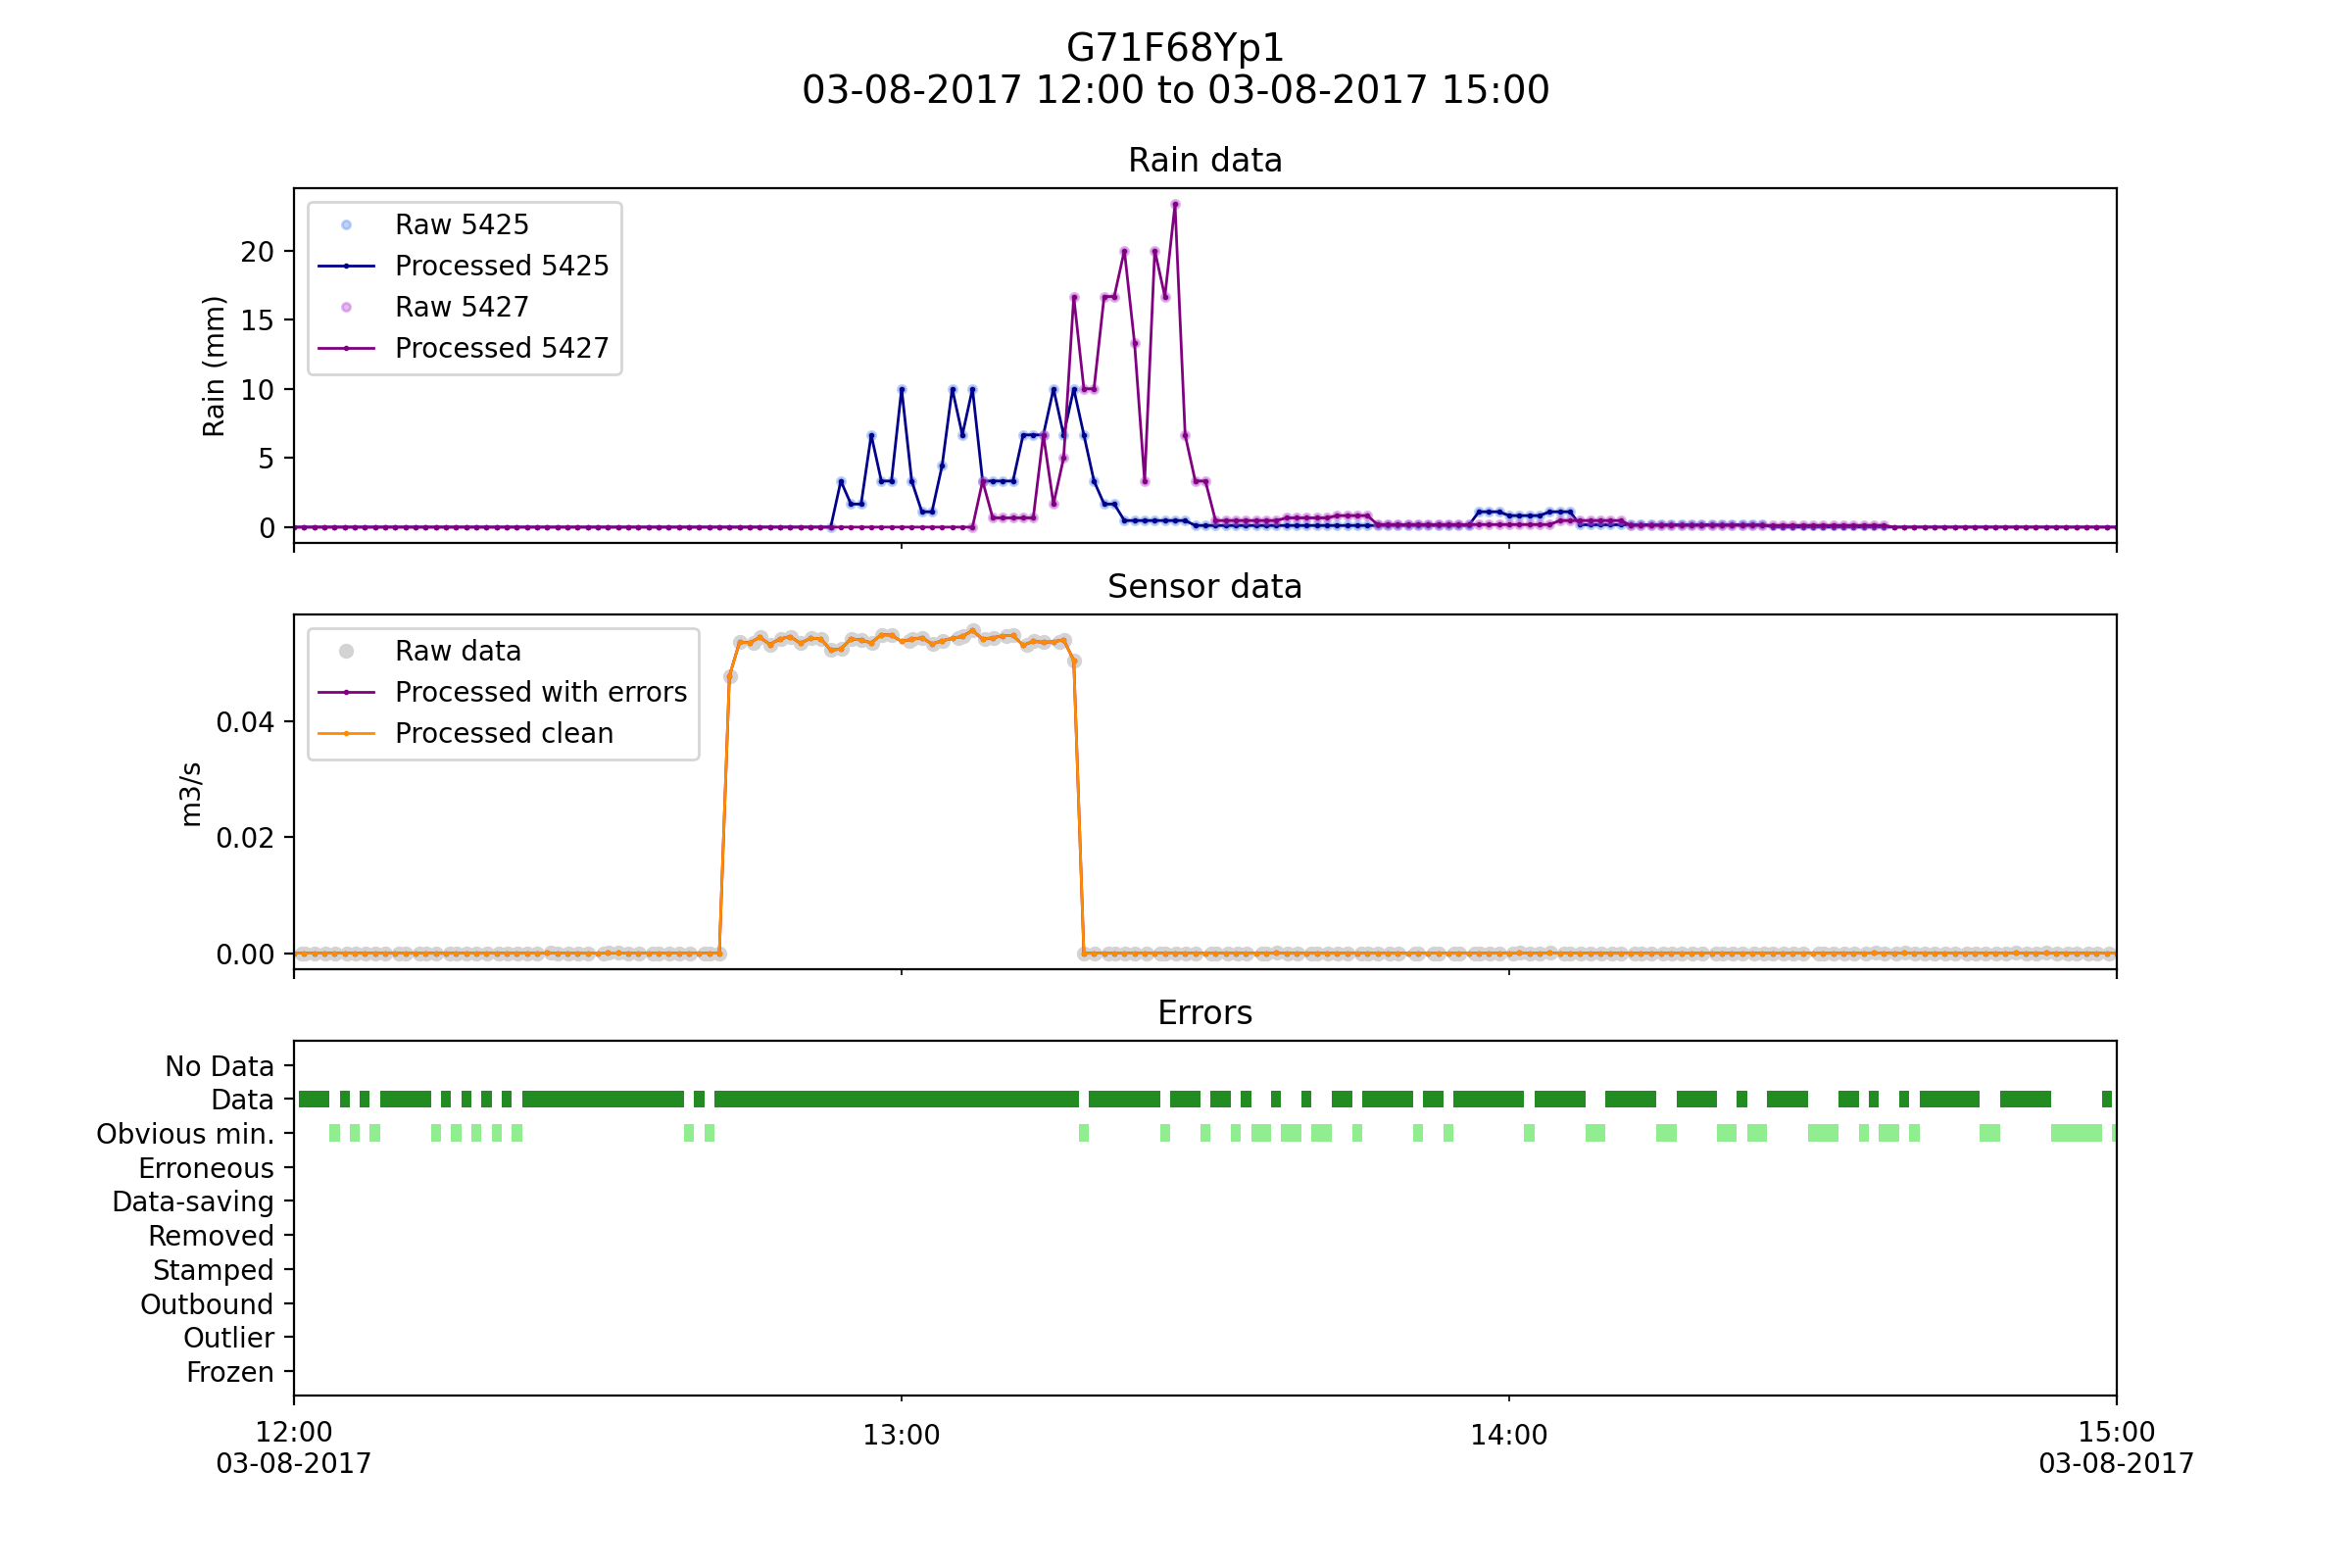 G71F68Yp1
03-08-2017 12:00 to 03-08-2017 15:00
Rain data
Raw 5425
Processed 5425
Raw 5427
Processed 5427
Rain (mm)
20
15
10
5
0
Sensor data
Raw data
Processed with errors
Processed clean
m3/s
0.04
0.02
0.00
Errors
No Data
Data
Obvious min.
Erroneous
Data-saving
Removed
Stamped
Outbound
Outlier
Frozen
12:00
03-08-2017
13:00
14:00
15:00
03-08-2017